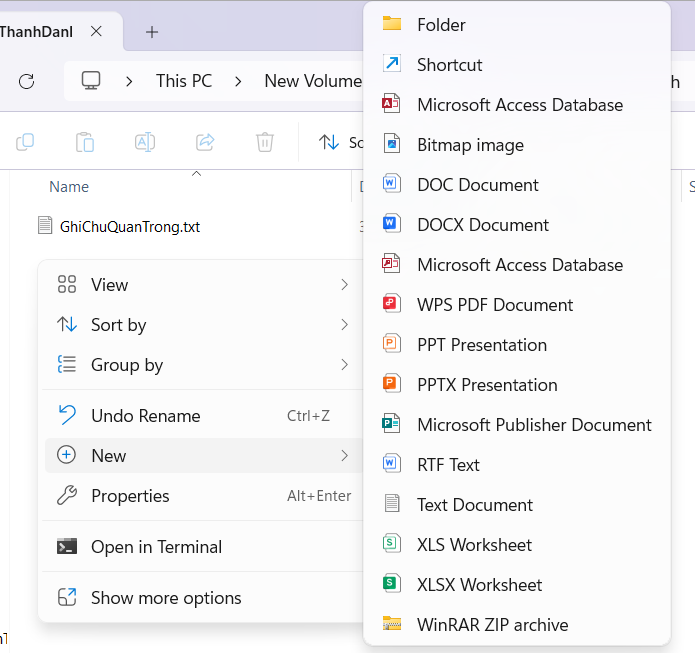 ThanhDanl
This PC > New Volume
Name
GhiChuQuanTrong.txt
View
Sort by
Group by
Undo Rename Ctrl+Z
New
Properties Alt+Enter
Open in Terminal
Show more options
Folder
Shortcut
Microsoft Access Database
Bitmap image
DOC Document
DOCX Document
Microsoft Access Database
WPS PDF Document
PPT Presentation
PPTX Presentation
Microsoft Publisher Document
RTF Text
Text Document
XLS Worksheet
XLSX Worksheet
WinRAR ZIP archive